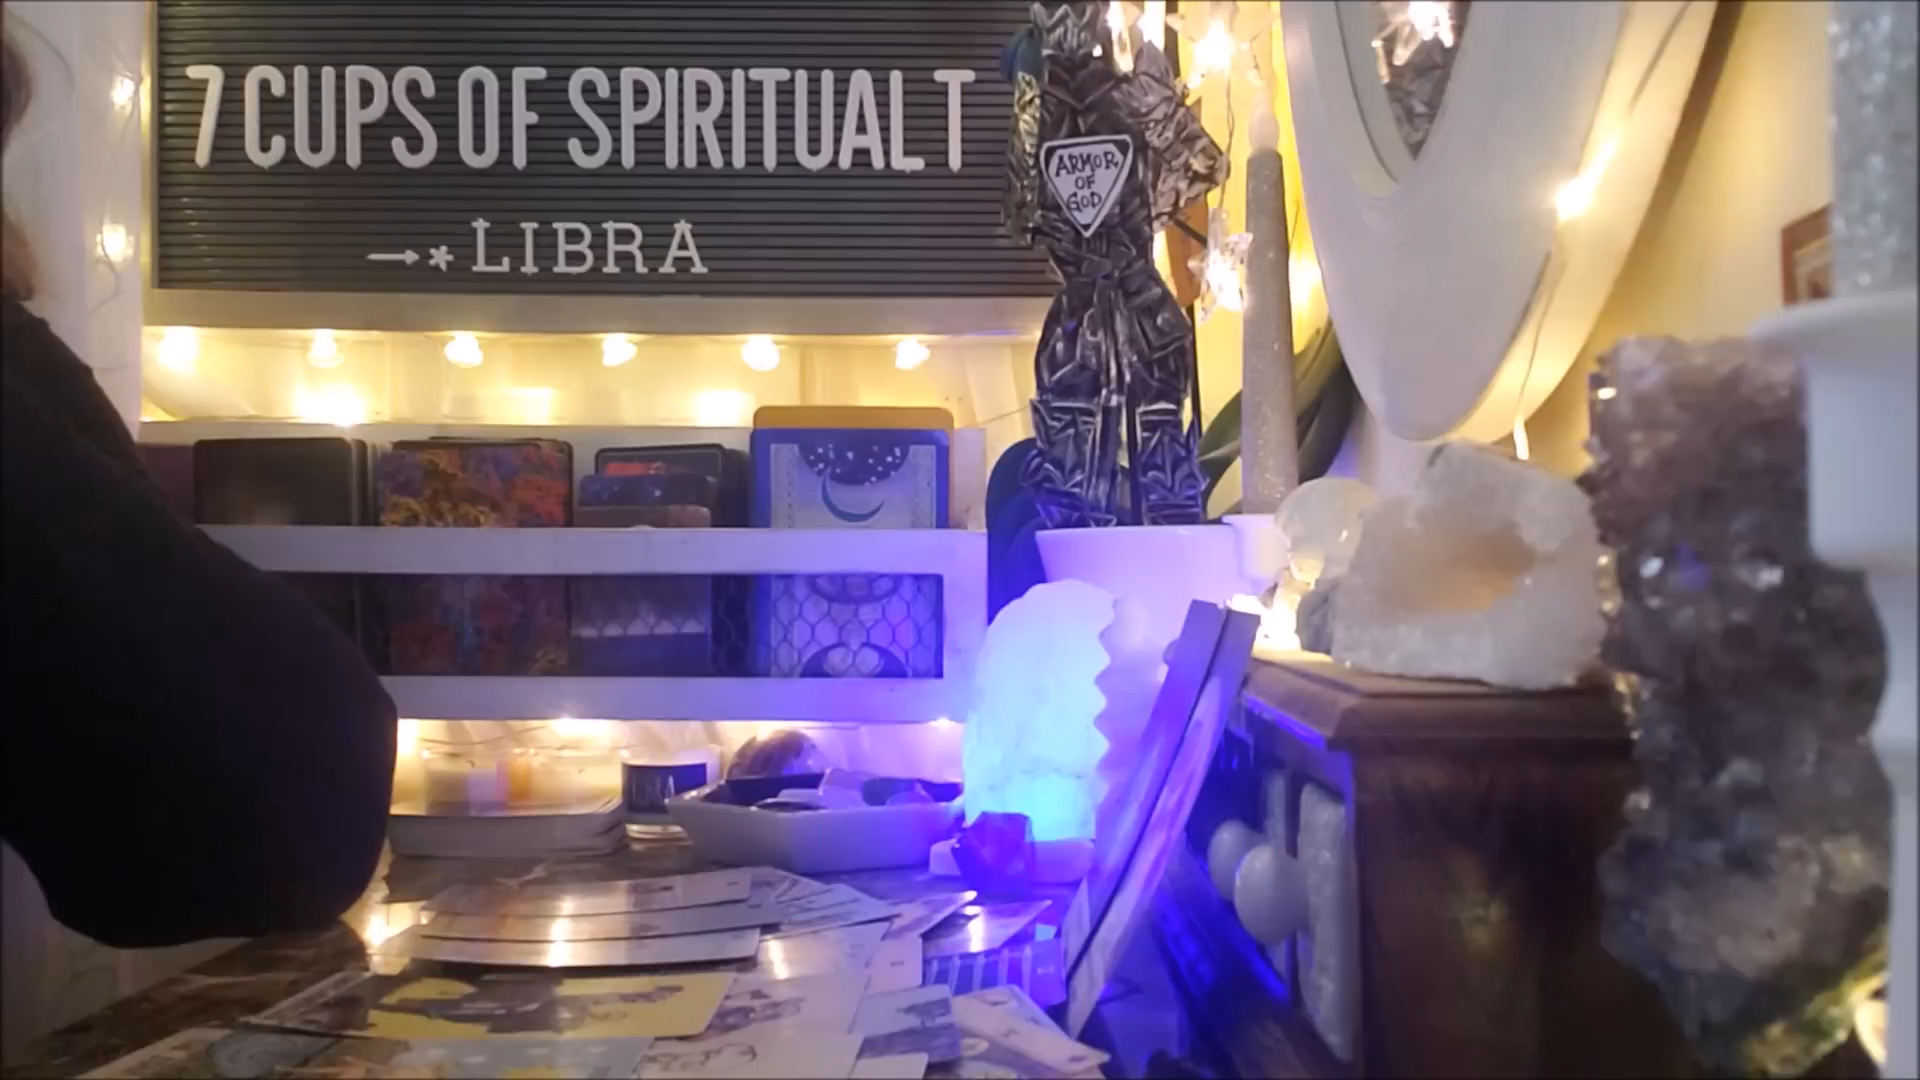 7 CUPS OF SPIRITUAL T
→*LIBRA
ARMOR
OF
GOD